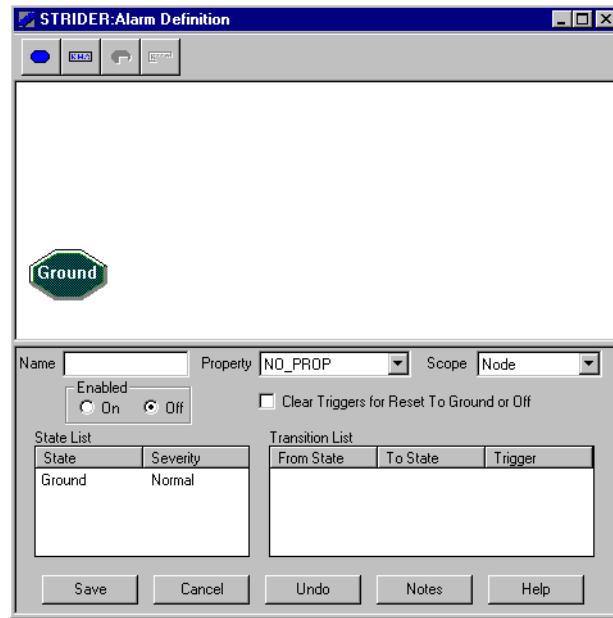 STRIDER:Alarm Definition
Ground
Name Property NO_PROP Scope Node
Enabled
On Off Clear Triggers for Reset To Ground or Off
State List Transition List
State Severity From State To State Trigger
Ground Normal
Save Cancel Undo Notes Help